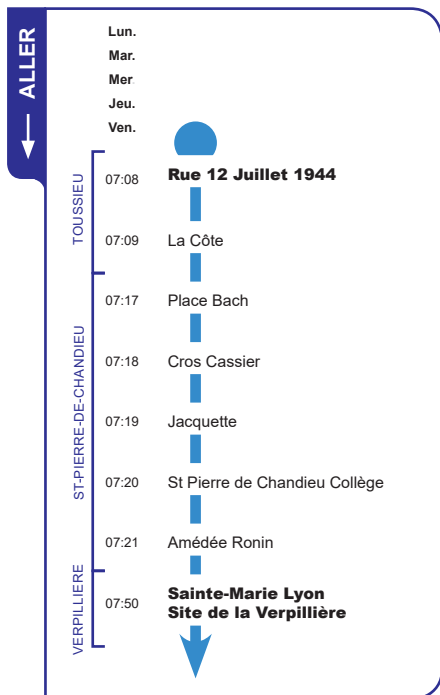 ALLER
Lun.
Mar.
Mer.
Jeu.
Ven.
TOUSSIEU
07:08 Rue 12 Juillet 1944
07:09 La Côte
ST-PIERRE-DE-CHANDIEU
07:17 Place Bach
07:18 Cros Cassier
07:19 Jacquette
07:20 St Pierre de Chandieu Collège
07:21 Amédée Ronin
VERPILLIERE
07:50 Sainte-Marie Lyon
Site de la Verpillière